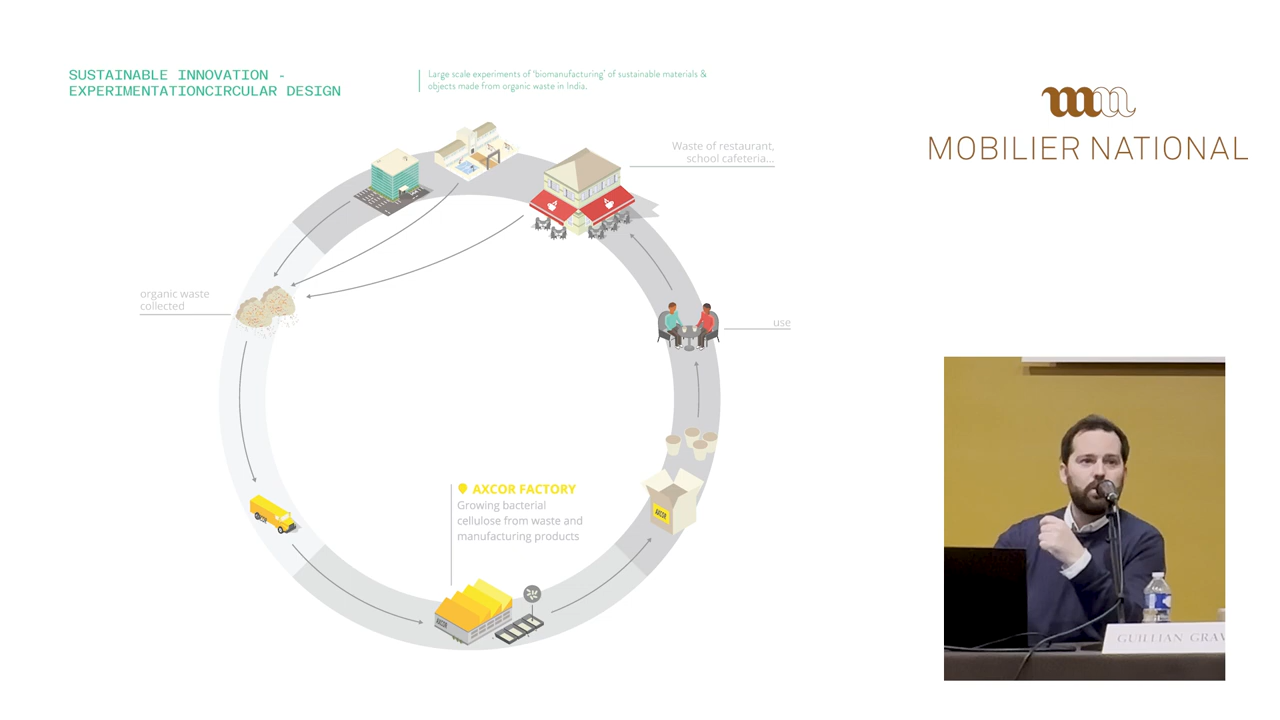 SUSTAINABLE INNOVATION -
EXPERIMENTATIONCIRCULAR DESIGN
Large scale experiments of 'biomanufacturing' of sustainable materials &
objects made from organic waste in India.
MOBILIER NATIONAL
Waste of restaurant,
school cafeteria...
organic waste
collected
use
AXCOR FACTORY
Growing bacterial
cellulose from waste and
manufacturing products
AXCOR
AXCOR
GUILLIAN GRAV